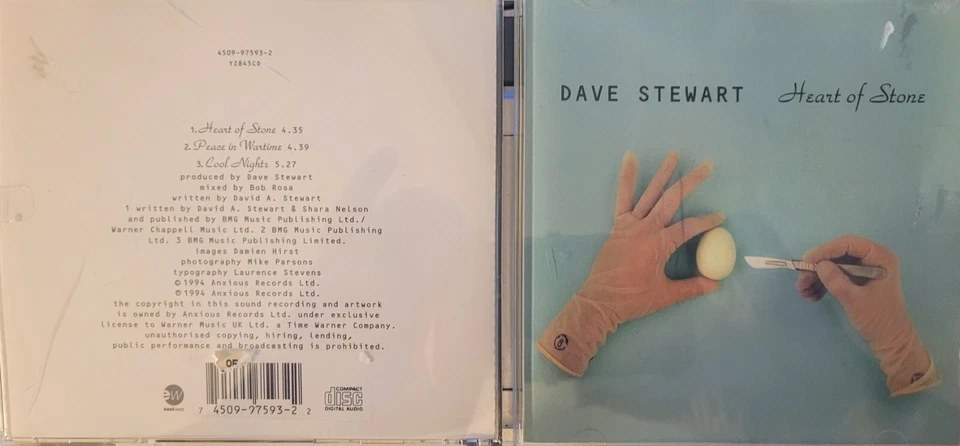 4509-97593-2
YZ845CD
1. Heart of Stone 4.35
2. Peace in Wartime 4.39
3. Cool Nights 5.27
produced by Dave Stewart
mixed by Bob Rosa
written by David A. Stewart
1 written by David A. Stewart & Shara Nelson
and published by BMG Music Publishing Ltd./
Warner Chappell Music Ltd. 2 BMG Music Publishing
Ltd. 3 BMG Music Publishing Limited.
images Damien Hirst
photography Mike Parsons
typography Laurence Stevens
℗1994 Anxious Records Ltd.
©1994 Anxious Records Ltd.
the copyright in this sound recording and artwork
is owned by Anxious Records Ltd. under exclusive
license to Warner Music UK Ltd. a Time Warner Company.
unauthorised copying, hiring, lending,
public performance and broadcasting is prohibited.
ew
eastwest
7 4509-97593-2 2
COMPACT
disc
DIGITAL AUDIO
DAVE STEWART Heart of Stone